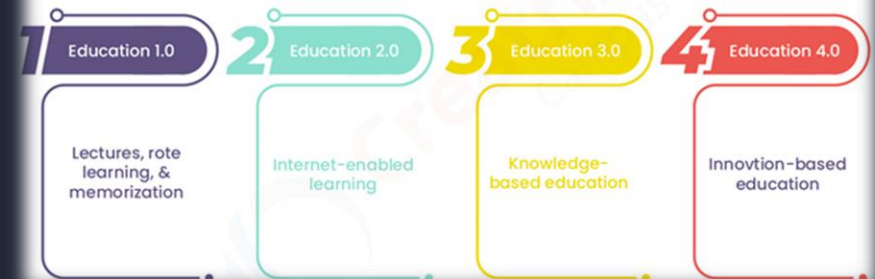 1 Education 1.0
2 Education 2.0
3 Education 3.0
4 Education 4.0
Lectures, rote
learning, &
memorization
Internet-enabled
learning
Knowledge-
based education
Innovtion-based
education